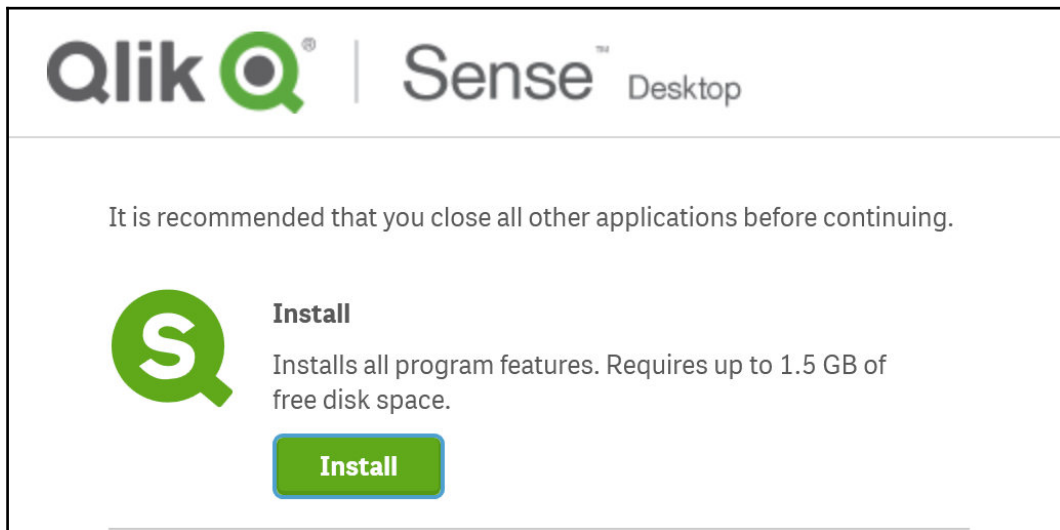 Qlik Q® | Sense™ Desktop
It is recommended that you close all other applications before continuing.
S
Install
Installs all program features. Requires up to 1.5 GB of
free disk space.
Install